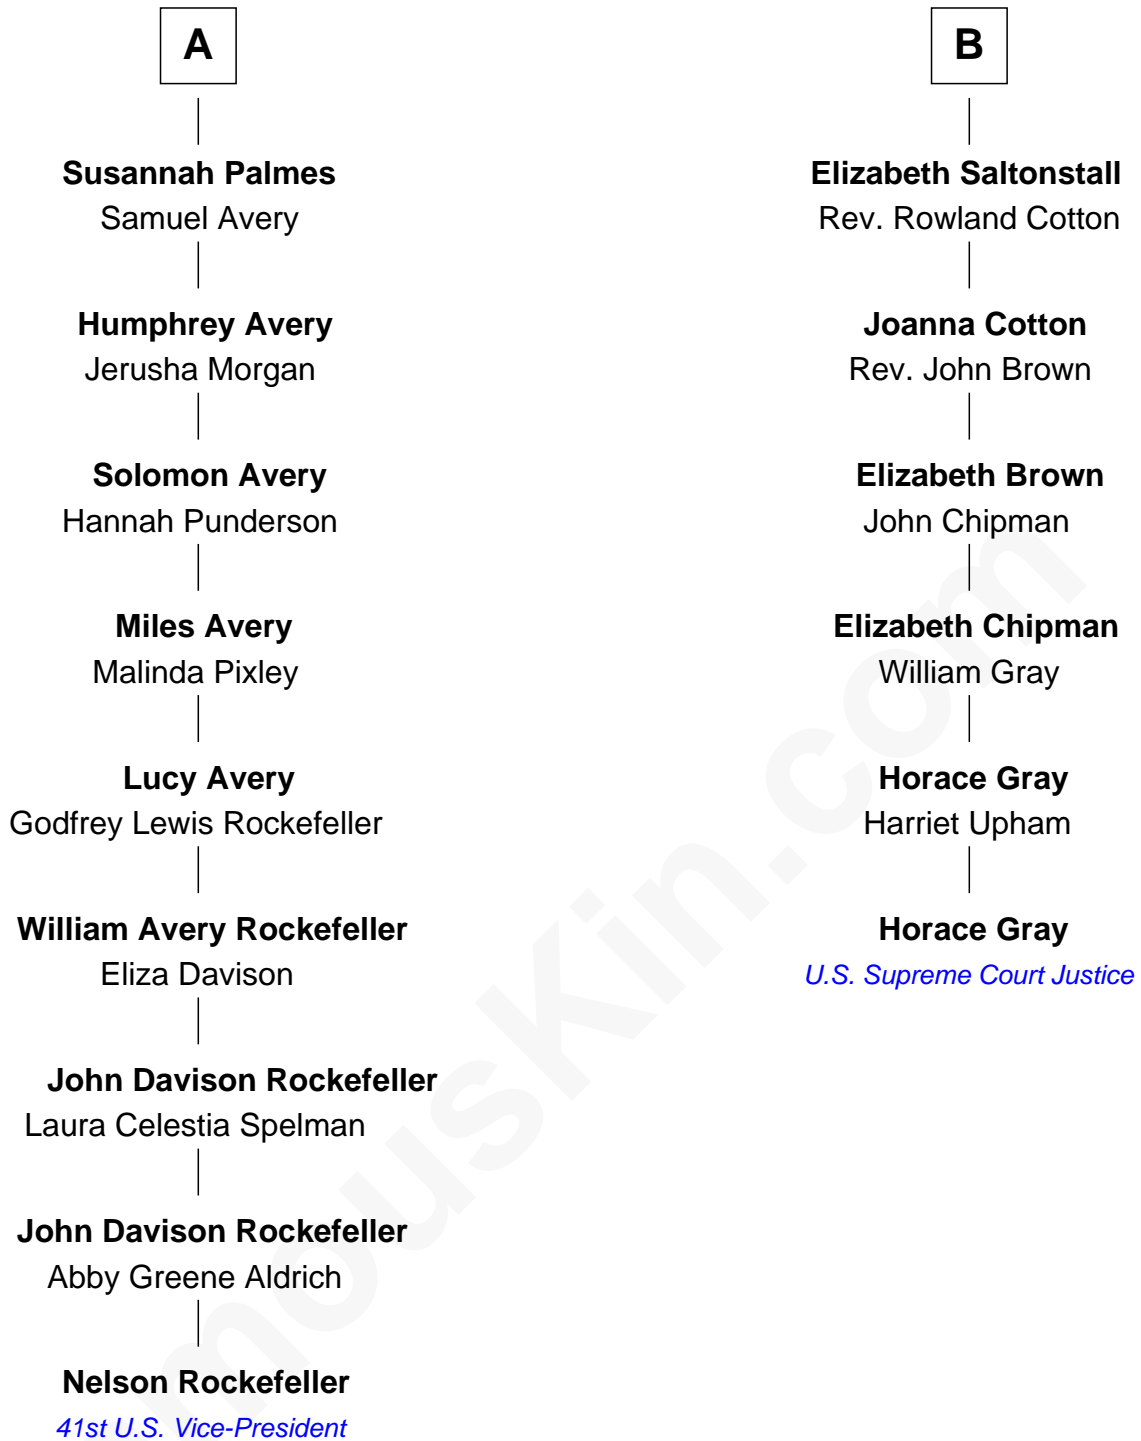 A
Susannah Palmes
Samuel Avery
Humphrey Avery
Jerusha Morgan
Solomon Avery
Hannah Punderson
Miles Avery
Malinda Pixley
Lucy Avery
Godfrey Lewis Rockefeller
William Avery Rockefeller
Eliza Davison
John Davison Rockefeller
Laura Celestia Spelman
John Davison Rockefeller
Abby Greene Aldrich
Nelson Rockefeller
41st U.S. Vice-President
B
Elizabeth Saltonstall
Rev. Rowland Cotton
Joanna Cotton
Rev. John Brown
Elizabeth Brown
John Chipman
Elizabeth Chipman
William Gray
Horace Gray
Harriet Upham
Horace Gray
U.S. Supreme Court Justice
mouskin.com